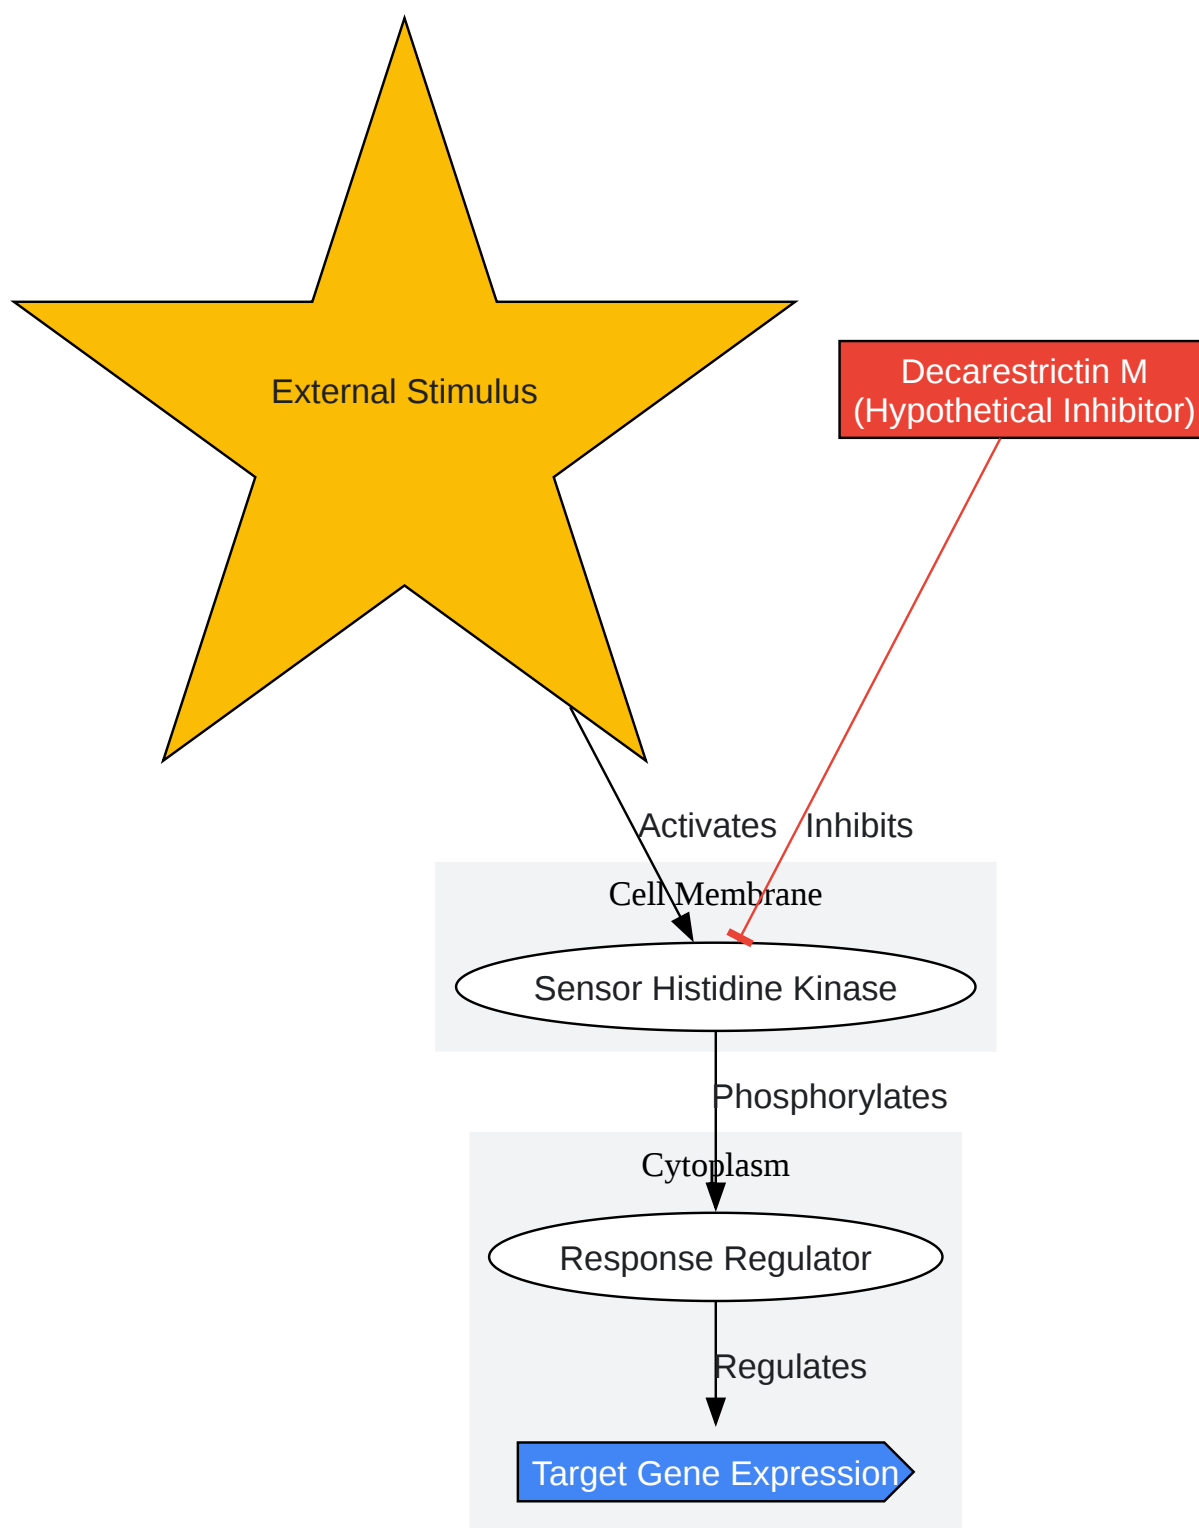 External Stimulus
Decarestrictin M
(Hypothetical Inhibitor)
Activates
Inhibits
Cell Membrane
Sensor Histidine Kinase
Phosphorylates
Cytoplasm
Response Regulator
Regulates
Target Gene Expression